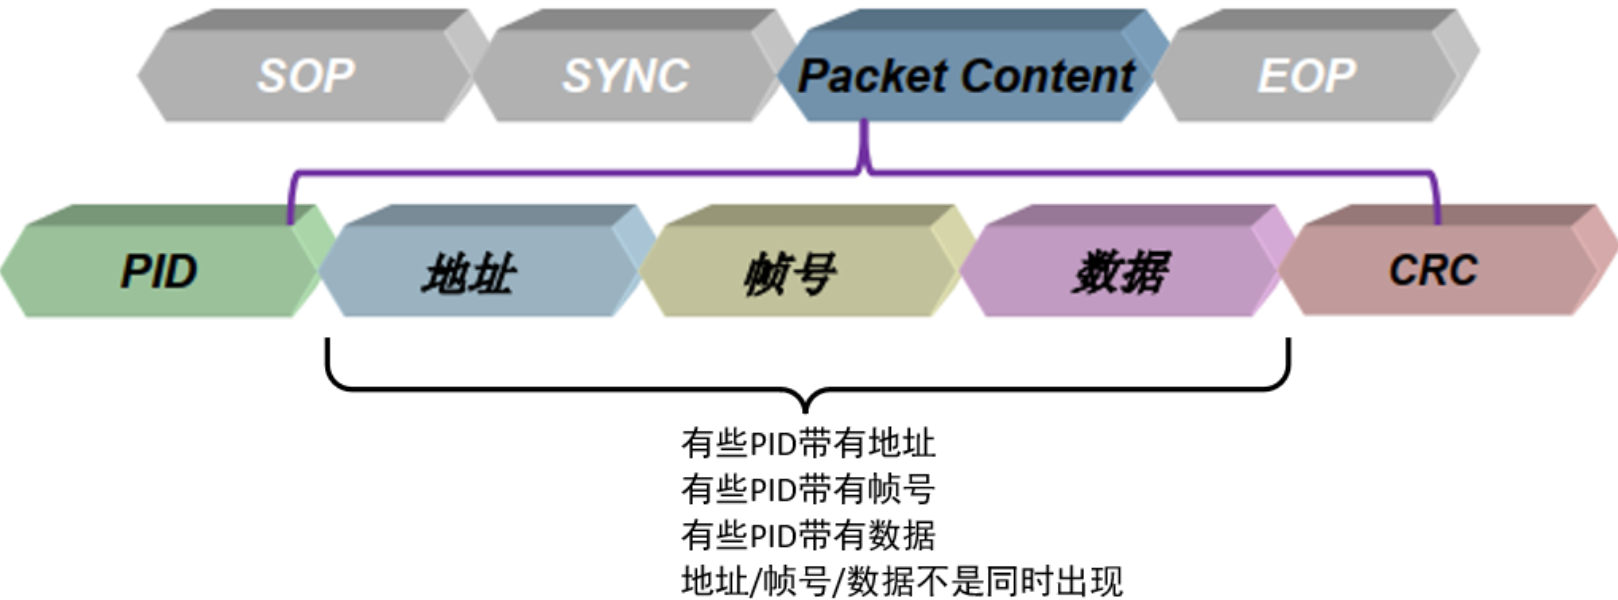 SOP
SYNC
Packet Content
EOP
PID
地址
帧号
数据
CRC
有些PID带有地址
有些PID带有帧号
有些PID带有数据
地址/帧号/数据不是同时出现